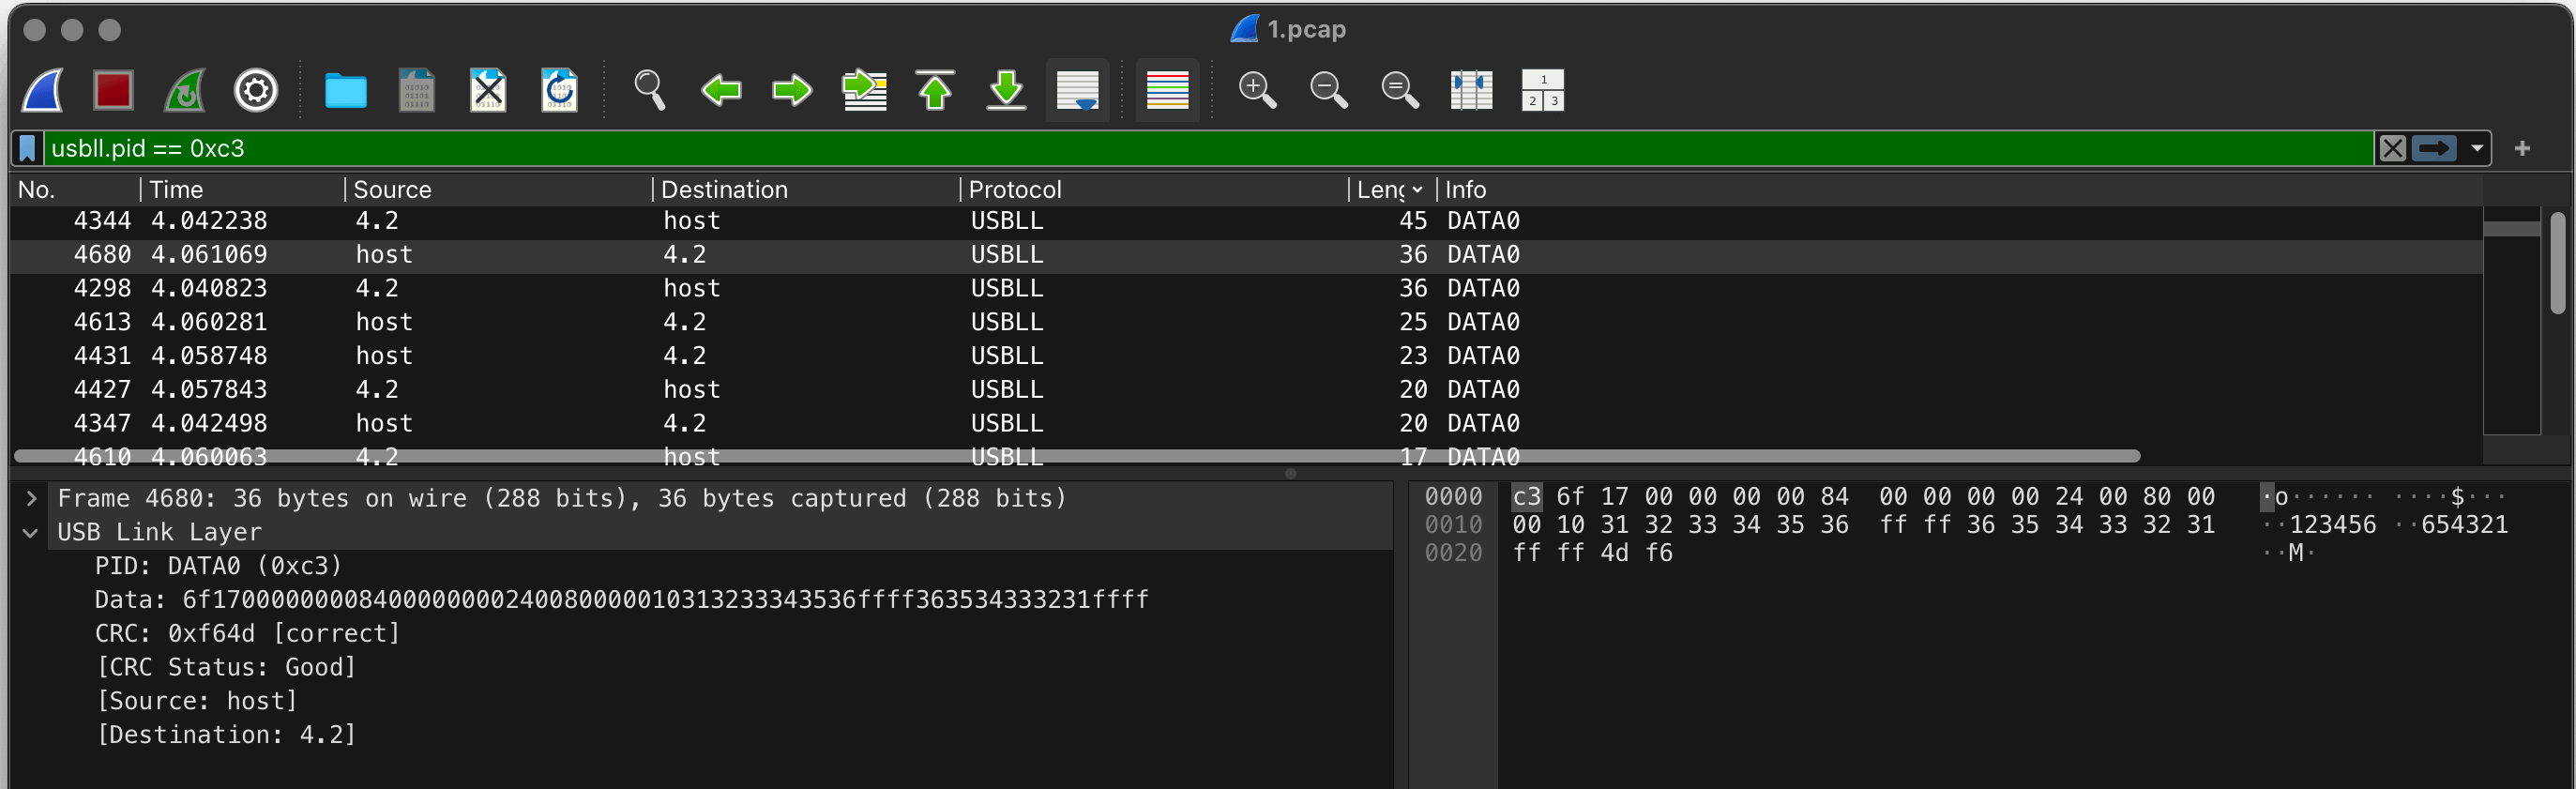 1.pcap
usbll.pid == 0xc3
No. Time Source Destination Protocol Leng Info
4344 4.042238 4.2 host USBLL 45 DATA0
4680 4.061069 host 4.2 USBLL 36 DATA0
4298 4.040823 4.2 host USBLL 36 DATA0
4613 4.060281 host 4.2 USBLL 25 DATA0
4431 4.058748 host 4.2 USBLL 23 DATA0
4427 4.057843 4.2 host USBLL 20 DATA0
4347 4.042498 host 4.2 USBLL 20 DATA0
4610 4.060063 4.2 host USBLL 17 DATA0
Frame 4680: 36 bytes on wire (288 bits), 36 bytes captured (288 bits)
USB Link Layer
PID: DATA0 (0xc3)
Data: 6f17000000008400000000240080000010313233343536ffff363534333231ffff
CRC: 0xf64d [correct]
[CRC Status: Good]
[Source: host]
[Destination: 4.2]
0000 c3 6f 17 00 00 00 00 84 00 00 00 00 24 00 80 00 ·o······ ····$···
0010 00 10 31 32 33 34 35 36 ff ff 36 35 34 33 32 31 ··123456 ··654321
0020 ff ff 4d f6 ··M·